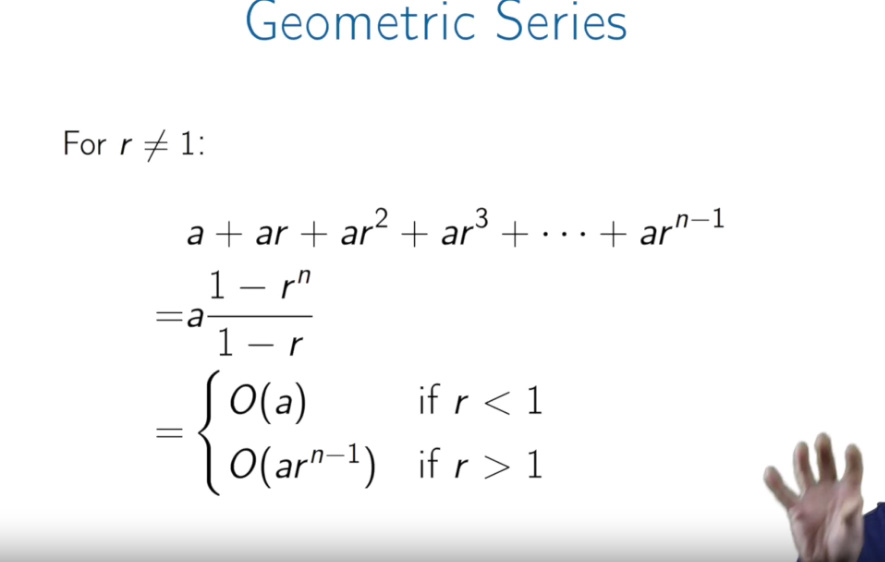 Geometric Series
For r ≠ 1:
a + ar + ar² + ar³ + · · · + arⁿ⁻¹
=a(1 − rⁿ)/(1 − r)
= { O(a) if r < 1
O(arⁿ⁻¹) if r > 1